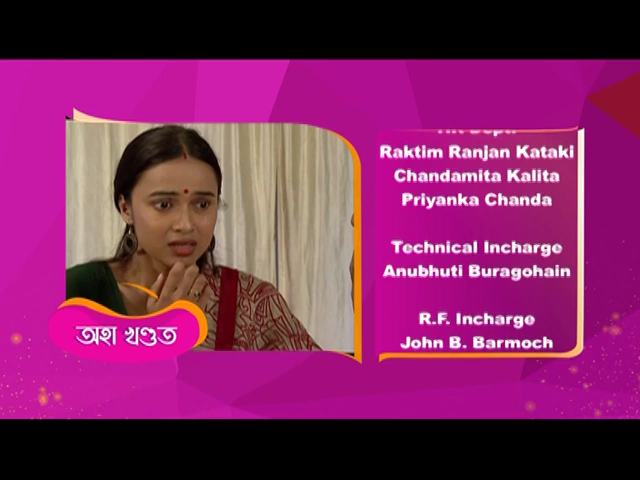 অহা খণ্ডত
Raktim Ranjan Kataki
Chandamita Kalita
Priyanka Chanda
Technical Incharge
Anubhuti Buragohain
R.F. Incharge
John B. Barmoch